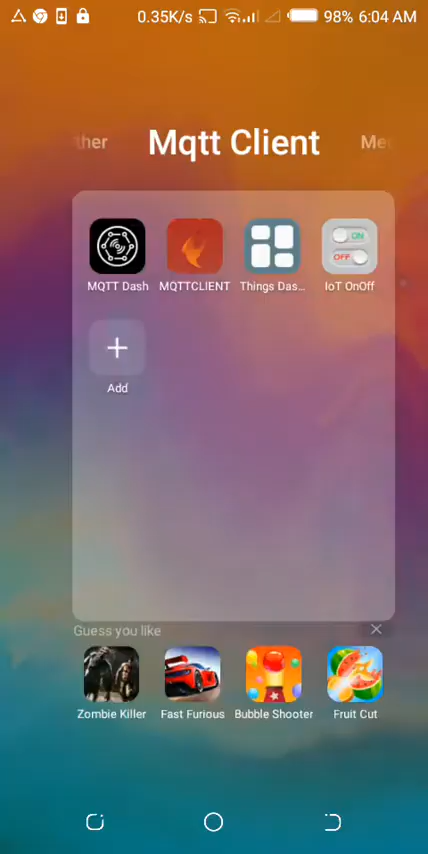 0.35K/s 98% 6:04 AM
ther Mqtt Client Me
MQTT Dash MQTTCLIENT Things Das... IoT OnOff
ON
OFF
Add
Guess you like
Zombie Killer Fast Furious Bubble Shooter Fruit Cut